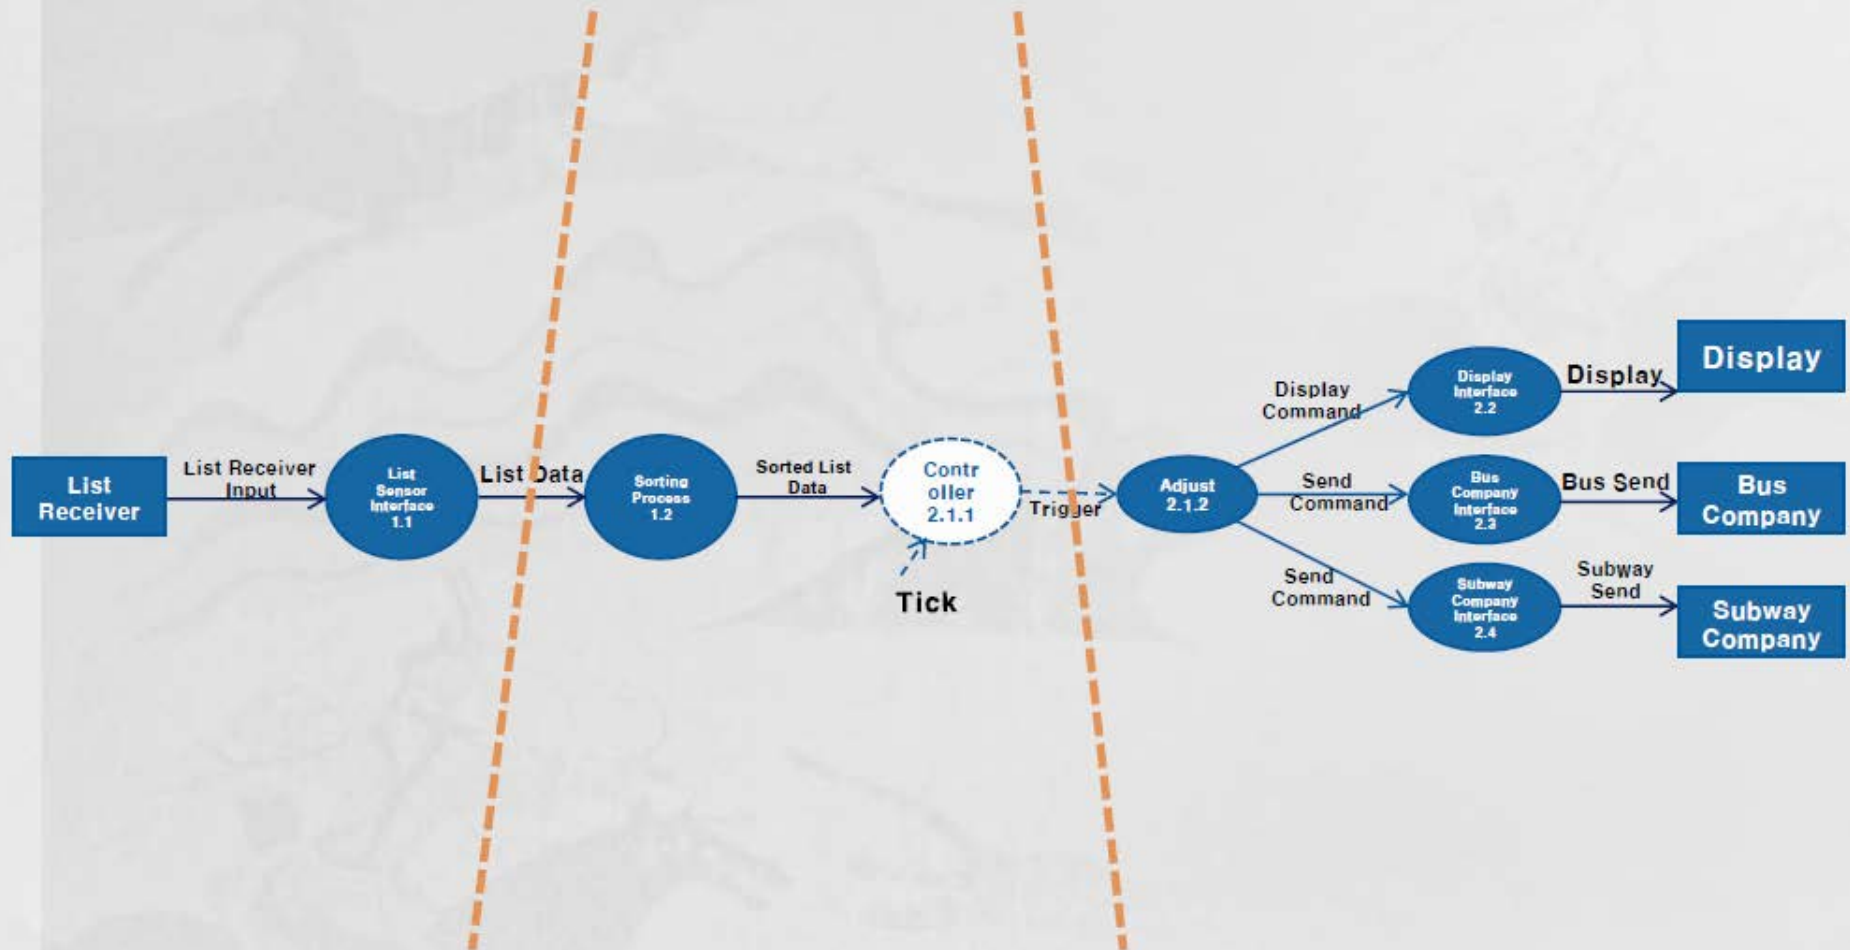 List
Receiver
List Receiver
Input
List
Sensor
Interface
1.1
List Data
Sorting
Process
1.2
Sorted List
Data
Contr
oller
2.1.1
Tick
Trigger
Adjust
2.1.2
Display
Command
Display
Interface
2.2
Display
Display
Send
Command
Bus
Company
Interface
2.3
Bus Send
Bus
Company
Send
Command
Subway
Company
Interface
2.4
Subway
Send
Subway
Company